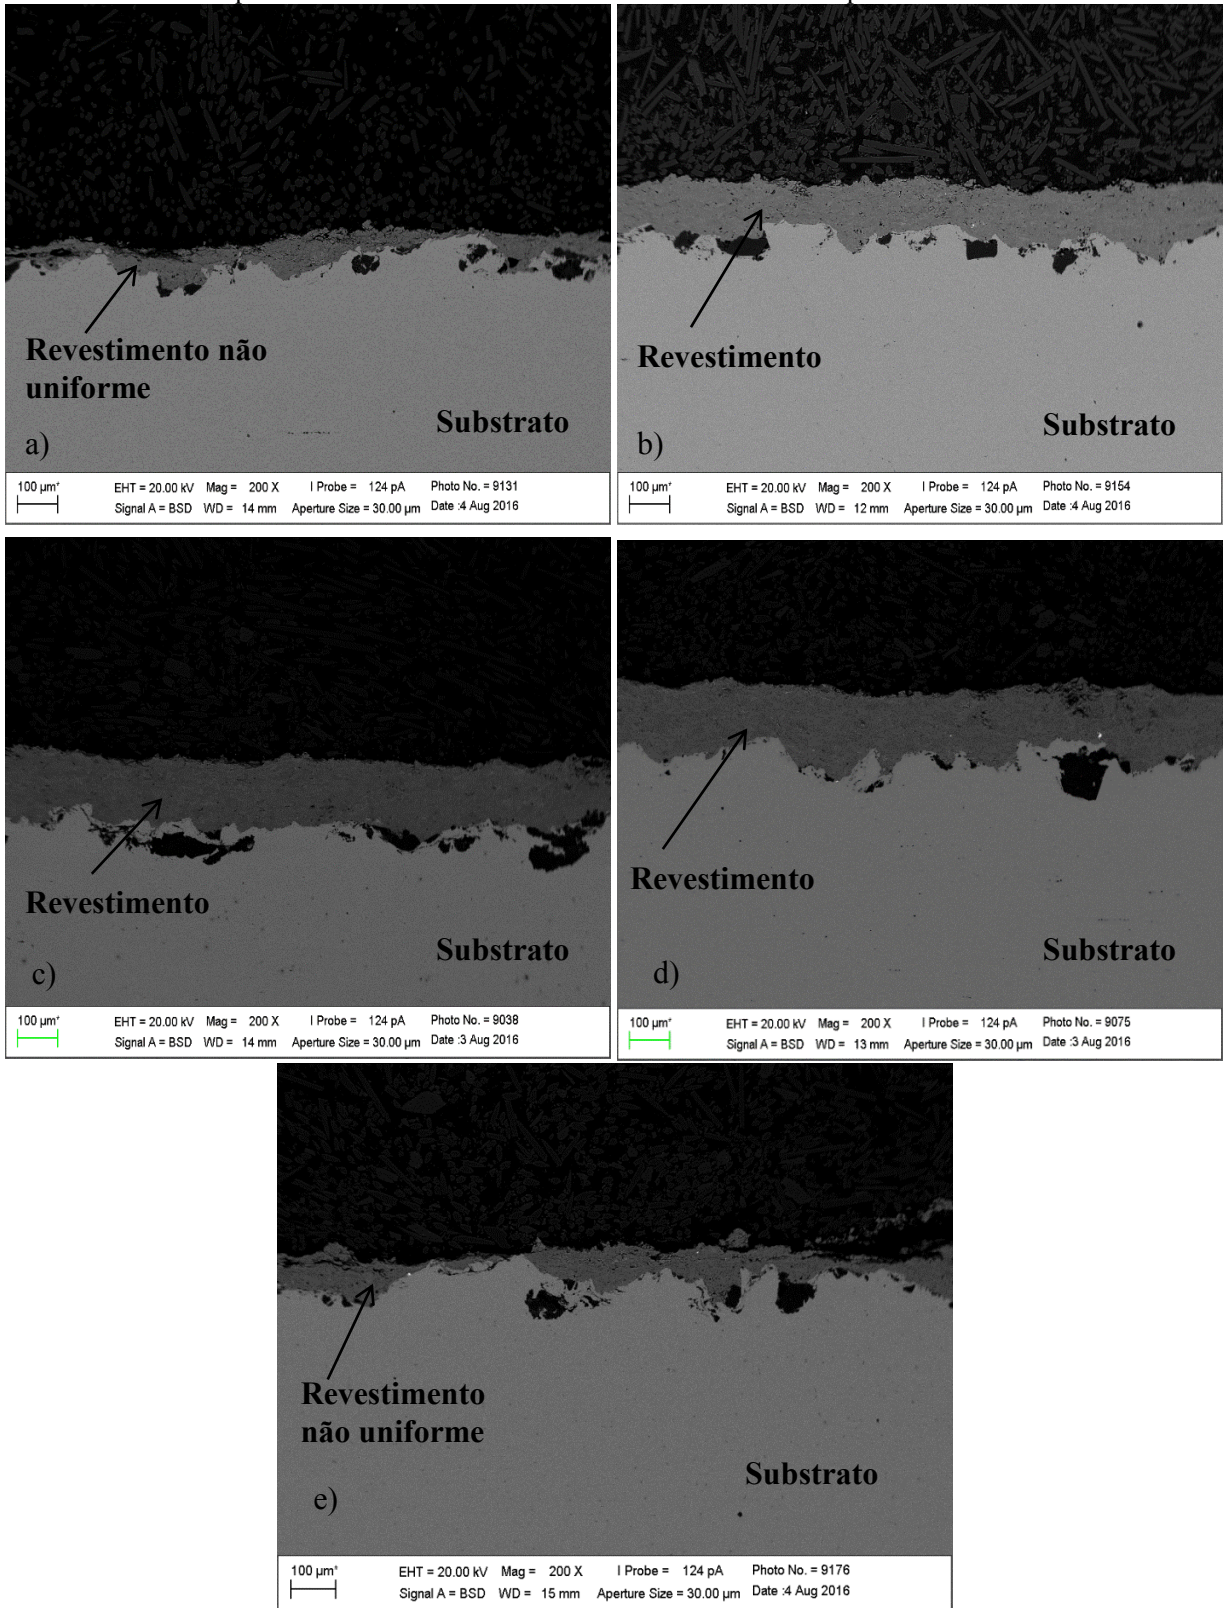 Revestimento não
uniforme
Substrato
a)
100 µm*
EHT = 20.00 kV Mag = 200 X I Probe = 124 pA Photo No. = 9131
Signal A = BSD WD = 14 mm Aperture Size = 30.00 µm Date :4 Aug 2016
Revestimento
Substrato
b)
100 µm*
EHT = 20.00 kV Mag = 200 X I Probe = 124 pA Photo No. = 9154
Signal A = BSD WD = 12 mm Aperture Size = 30.00 µm Date :4 Aug 2016
Revestimento
Substrato
c)
100 µm*
EHT = 20.00 kV Mag = 200 X I Probe = 124 pA Photo No. = 9038
Signal A = BSD WD = 14 mm Aperture Size = 30.00 µm Date :3 Aug 2016
Revestimento
Substrato
d)
100 µm*
EHT = 20.00 kV Mag = 200 X I Probe = 124 pA Photo No. = 9075
Signal A = BSD WD = 13 mm Aperture Size = 30.00 µm Date :3 Aug 2016
Revestimento
não uniforme
Substrato
e)
100 µm*
EHT = 20.00 kV Mag = 200 X I Probe = 124 pA Photo No. = 9176
Signal A = BSD WD = 15 mm Aperture Size = 30.00 µm Date :4 Aug 2016